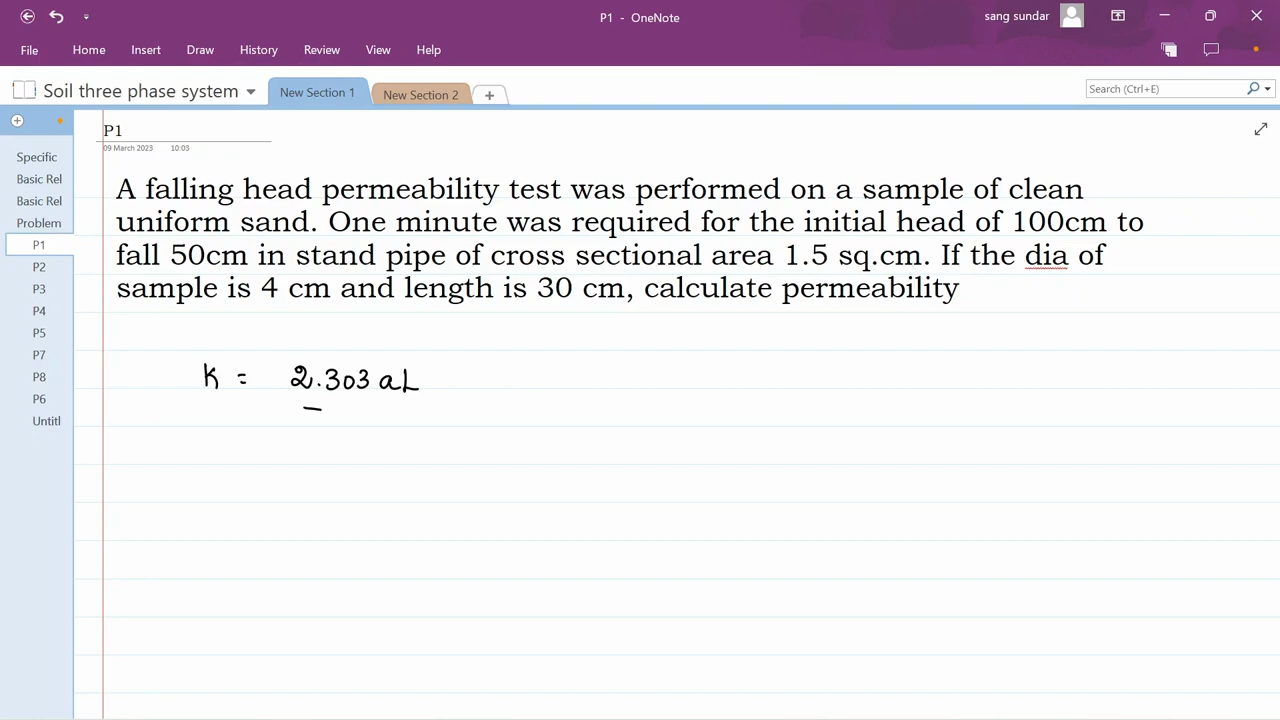 P1 - OneNote
sang sundar
File Home Insert Draw History Review View Help
Soil three phase system
New Section 1
New Section 2
Search (Ctrl+E)
P1
09 March 2023 10:03
Specific
Basic Rel
Basic Rel
Problem
P1
P2
P3
P4
P5
P7
P8
P6
Untitl
A falling head permeability test was performed on a sample of clean
uniform sand. One minute was required for the initial head of 100cm to
fall 50cm in stand pipe of cross sectional area 1.5 sq.cm. If the dia of
sample is 4 cm and length is 30 cm, calculate permeability
K = 2.303 aL